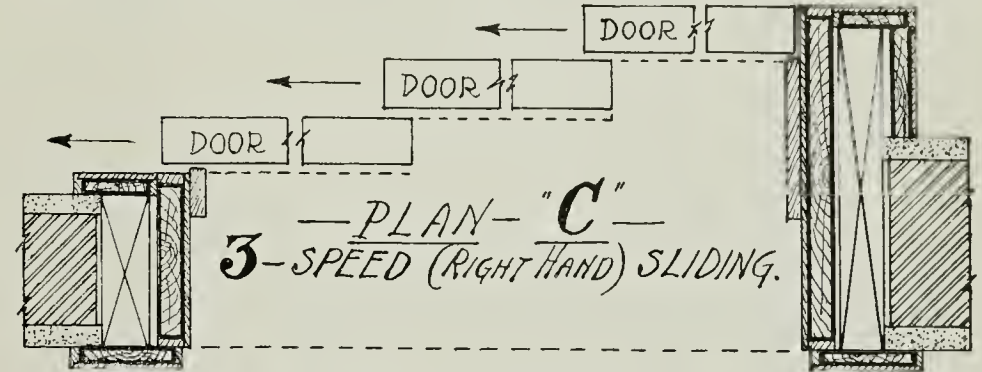 DOOR
DOOR
DOOR
—PLAN— "C"—
3-SPEED (RIGHT HAND) SLIDING.